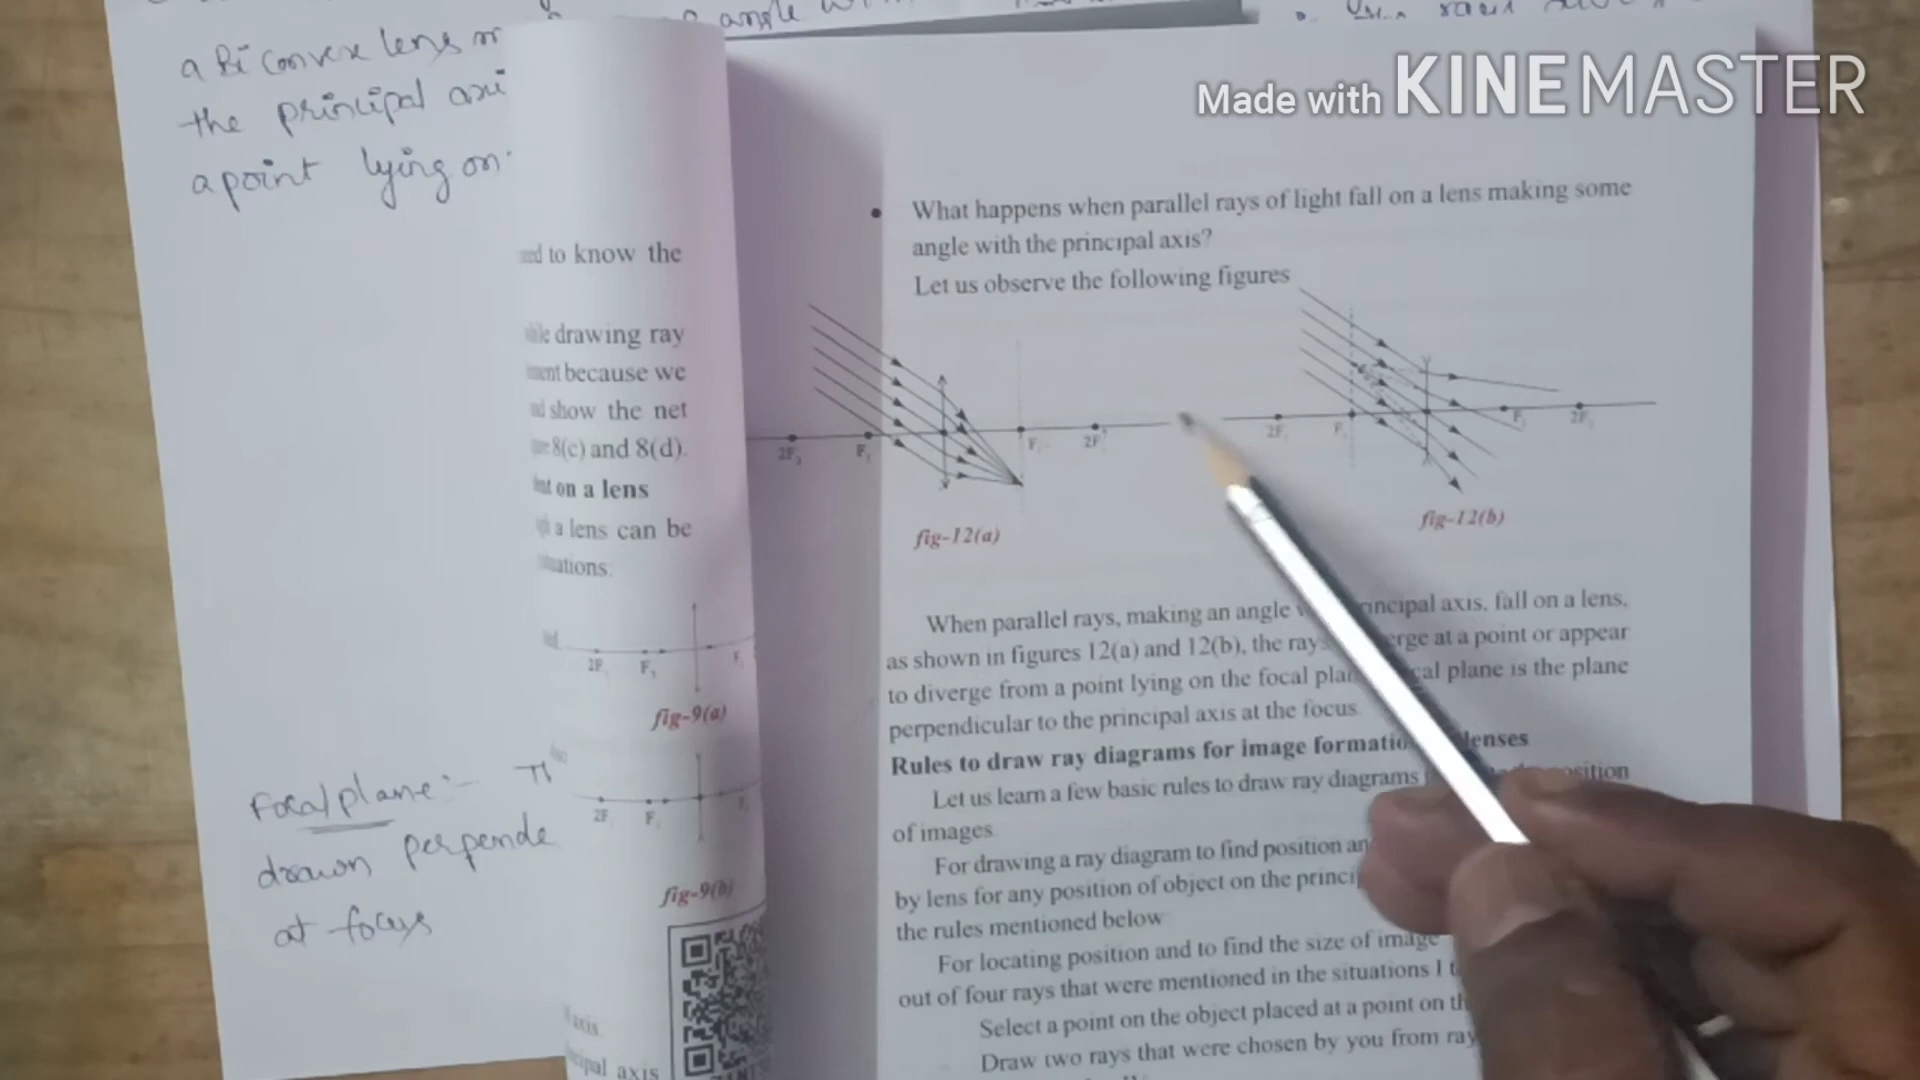 angle
a Bi convex lens
the principal axi
a point lying on
Made with KINEMASTER
to know the
drawing ray
because we
show the net
8(c) and 8(d).
on a lens
a lens can be
2F F
fig-9(a)
2F F
fig-9(b)
Focal plane :- Th
drawn perpende
at focus
axis
axis
• What happens when parallel rays of light fall on a lens making some
angle with the principal axis?
Let us observe the following figures
2F₂ F F 2F
fig-12(a)
2F F F 2F
fig-12(b)
When parallel rays, making an angle principal axis, fall on a lens,
as shown in figures 12(a) and 12(b), the rays at a point or appear
to diverge from a point lying on the focal plane is the plane
perpendicular to the principal axis at the focus.
Rules to draw ray diagrams for image formation lenses
Let us learn a few basic rules to draw ray diagrams position
of images.
For drawing a ray diagram to find position
by lens for any position of object on the
the rules mentioned below
For locating position and to find the size of image
out of four rays that were mentioned in the situations I
Select a point on the object placed at a point on
Draw two rays that were chosen by you from